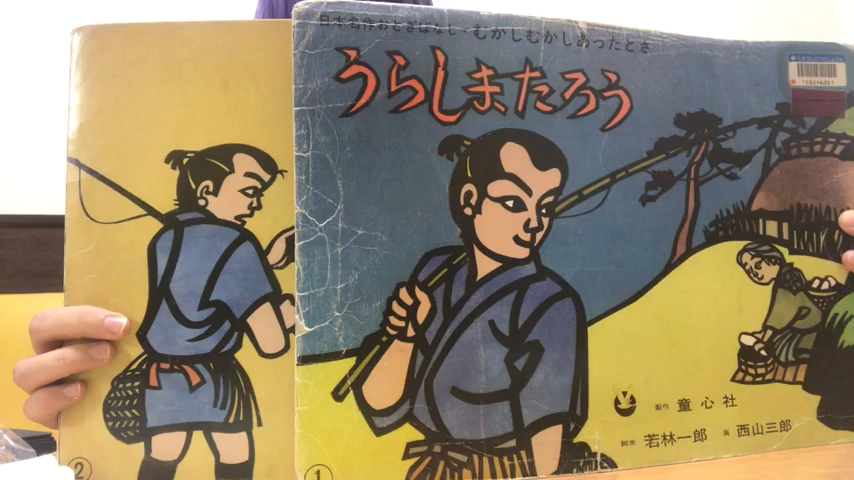 日本名作おとぎばなし・むかしむかしあったとさ
うらしまたろう
製作 童心社
脚本 若林一郎 画 西山三郎
②
①